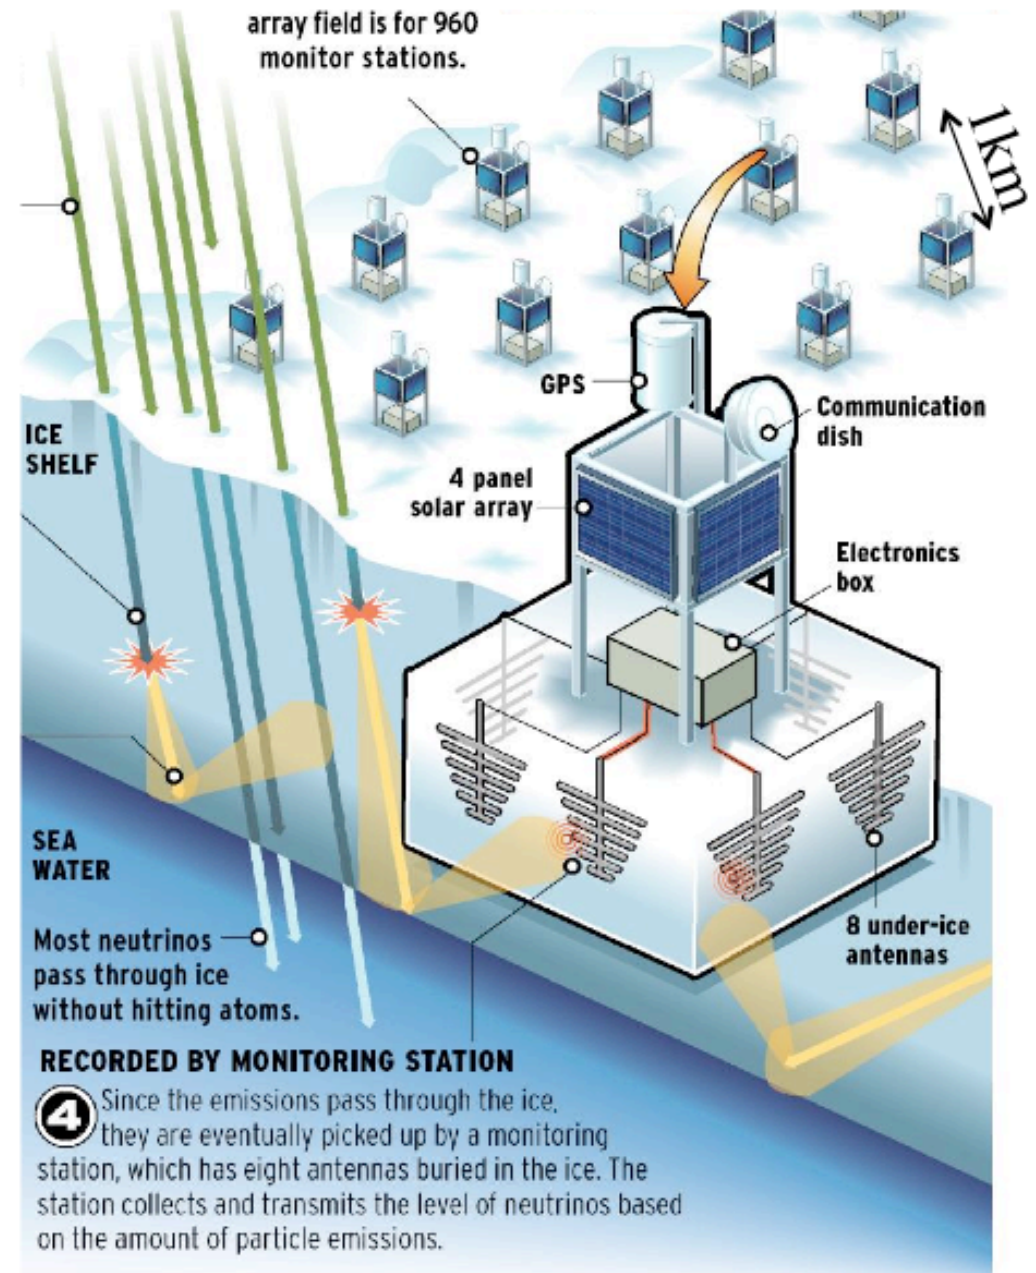 array field is for 960
monitor stations.
1km
GPS
Communication
dish
ICE
SHELF
4 panel
solar array
Electronics
box
SEA
WATER
8 under-ice
antennas
Most neutrinos
pass through ice
without hitting atoms.
RECORDED BY MONITORING STATION
4 Since the emissions pass through the ice,
they are eventually picked up by a monitoring
station, which has eight antennas buried in the ice. The
station collects and transmits the level of neutrinos based
on the amount of particle emissions.